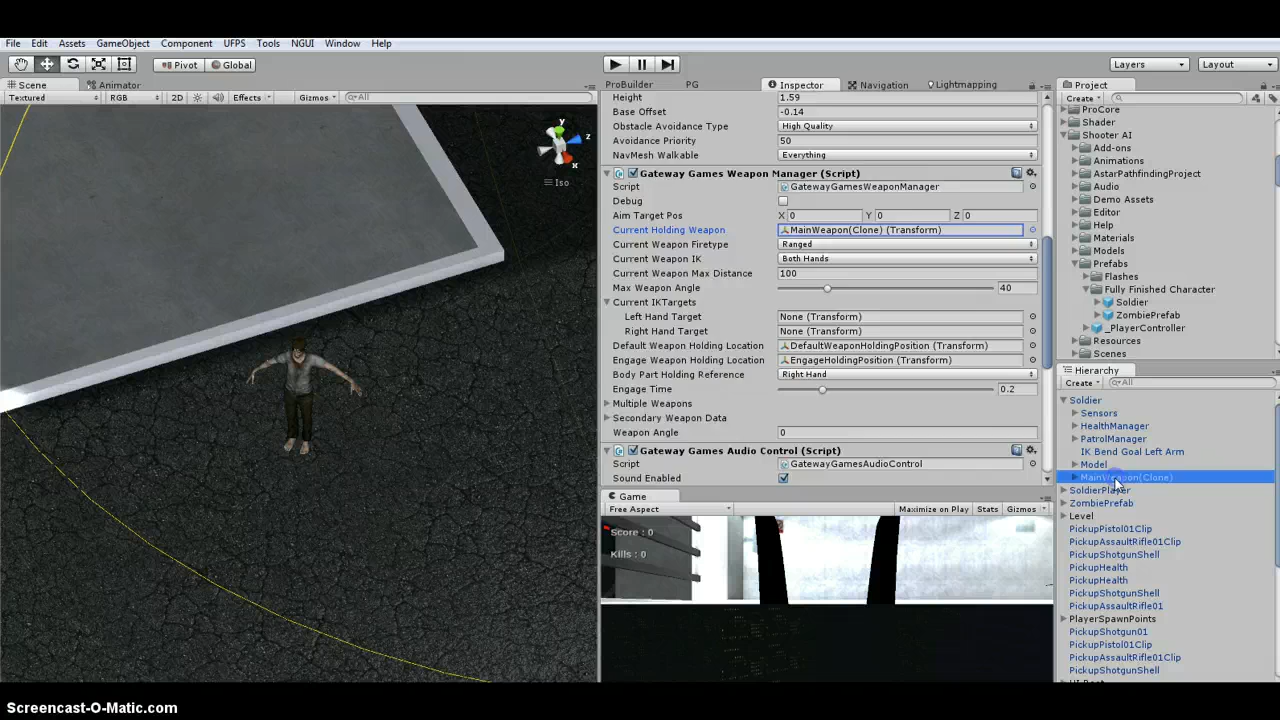 File Edit Assets GameObject Component UFPS Tools NGUI Window Help
Pivot Global Layers Layout
Scene Animator
Textured RGB 2D Effects Gizmos All
y
z
x
Iso
ProBuilder PG Inspector Navigation Lightmapping
Height 1.59
Base Offset -0.14
Obstacle Avoidance Type High Quality
Avoidance Priority 50
NavMesh Walkable Everything
Gateway Games Weapon Manager (Script)
Script GatewayGamesWeaponManager
Debug
Aim Target Pos X 0 Y 0 Z 0
Current Holding Weapon MainWeapon(Clone) (Transform)
Current Weapon Firetype Ranged
Current Weapon IK Both Hands
Current Weapon Max Distance 100
Max Weapon Angle 40
Current IKTargets
Left Hand Target None (Transform)
Right Hand Target None (Transform)
Default Weapon Holding Location DefaultWeaponHoldingPosition (Transform)
Engage Weapon Holding Location EngageHoldingPosition (Transform)
Body Part Holding Reference Right Hand
Engage Time 0.2
Multiple Weapons
Secondary Weapon Data
Weapon Angle 0
Gateway Games Audio Control (Script)
Script GatewayGamesAudioControl
Sound Enabled
Game
Free Aspect Maximize on Play Stats Gizmos
Score : 0
Kills : 0
Project
Create
ProCore
Shader
Shooter AI
Add-ons
Animations
AstarPathfindingProject
Audio
Demo Assets
Editor
Help
Materials
Models
Prefabs
Flashes
Fully Finished Character
Soldier
ZombiePrefab
_PlayerController
Resources
Scenes
Hierarchy
Create All
Soldier
Sensors
HealthManager
PatrolManager
IK Bend Goal Left Arm
Model
MainWeapon(Clone)
SoldierPlayer
ZombiePrefab
Level
PickupPistol01Clip
PickupAssaultRifle01Clip
PickupShotgunShell
PickupHealth
PickupHealth
PickupShotgunShell
PickupAssaultRifle01
PlayerSpawnPoints
PickupShotgun01
PickupPistol01Clip
PickupAssaultRifle01Clip
PickupShotgunShell
Screencast-O-Matic.com